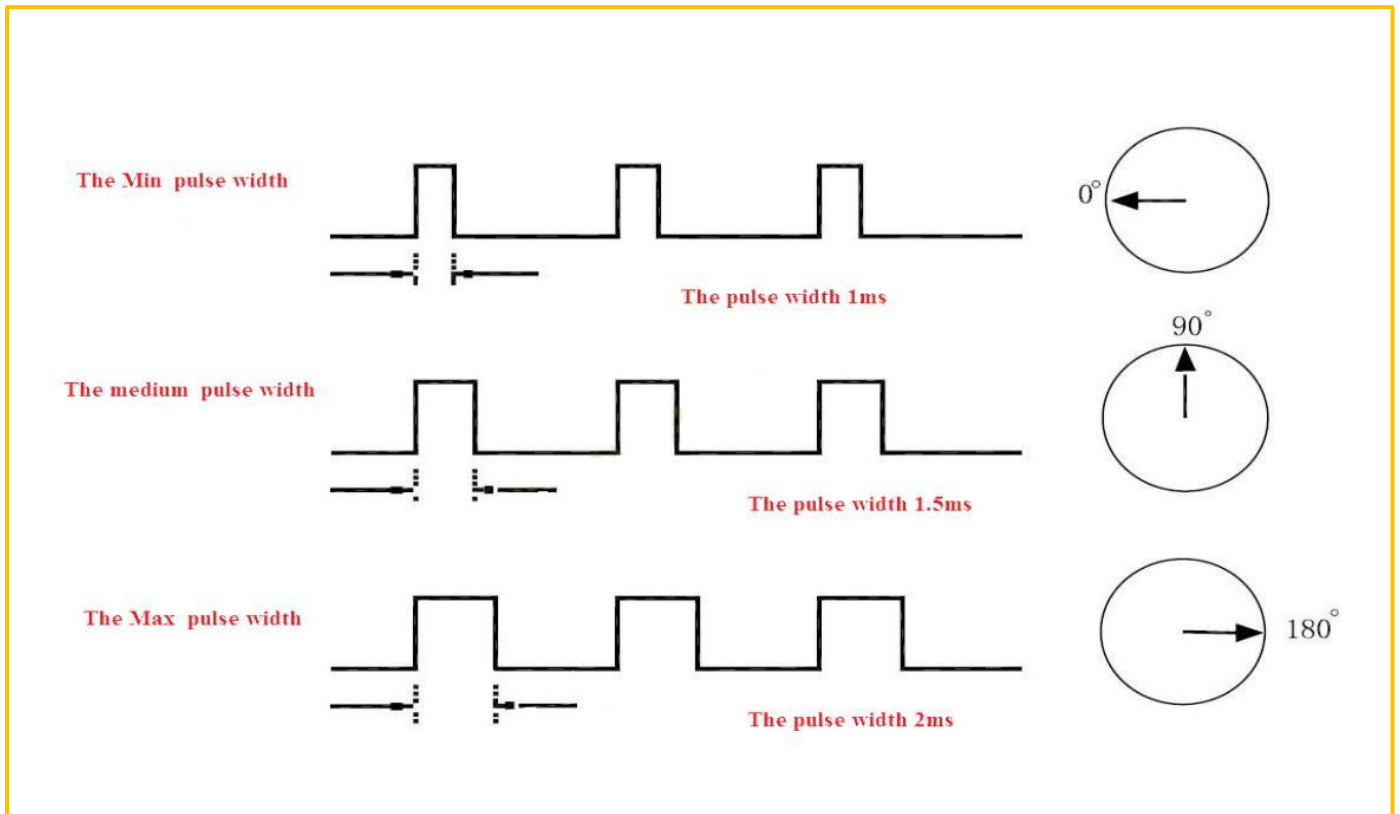 The Min pulse width
0°
The pulse width 1ms
90°
The medium pulse width
The pulse width 1.5ms
The Max pulse width
180°
The pulse width 2ms